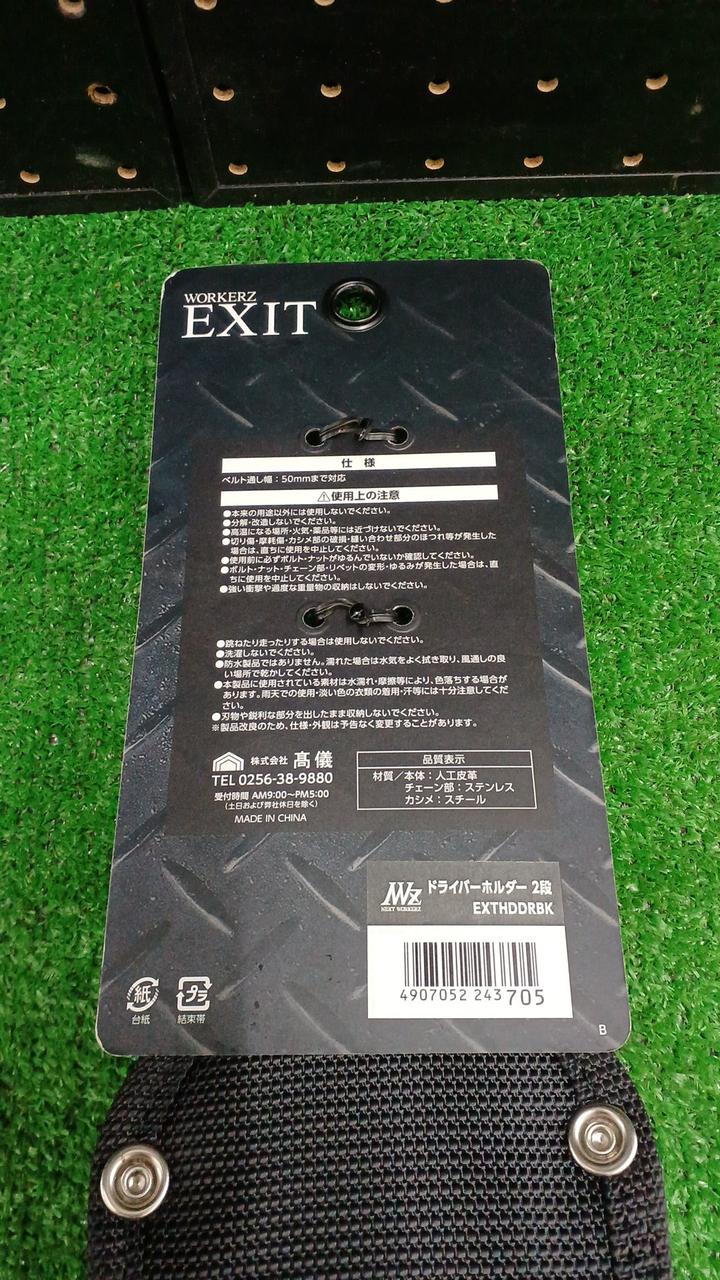 WORKERZ
EXIT
仕 様
ベルト通し幅：50mmまで対応
⚠使用上の注意
●本来の用途以外には使用しないでください。
●分解・改造しないでください。
●高温になる場所・火気・薬品等には近づけないでください。
●切り傷・摩耗傷・カシメ部の破損・縫い合わせ部分のほつれ等が発生した
場合は、直ちに使用を中止してください。
●使用前に必ずボルト・ナットがゆるんでいないか確認してください。
●ボルト・ナット・チェーン部・リベットの変形・ゆるみが発生した場合は、直
ちに使用を中止してください。
●強い衝撃や過度な重量物の収納はしないでください。
●跳ねたり走ったりする場合は使用しないでください。
●洗濯しないでください。
●防水製品ではありません。濡れた場合は水気をよく拭き取り、風通しの良
い場所で乾かしてください。
●本製品に使用されている素材は水濡れ・摩擦等により、色落ちする場合が
あります。雨天での使用・淡い色の衣類の着用・汗等には十分注意してくだ
さい。
●刃物や鋭利な部分を出したまま収納しないでください。
※製品改良のため、仕様・外観は予告なく変更することがあります。
株式会社 髙儀
TEL 0256-38-9880
受付時間 AM9:00〜PM5:00
(土日および弊社休日を除く)
MADE IN CHINA
品質表示
材質／本体：人工皮革
チェーン部：ステンレス
カシメ：スチール
NWZ
NEXT WORKERZ
ドライバーホルダー 2段
EXTHDDRBK
4907052 243705
紙
台紙
プラ
結束帯
B